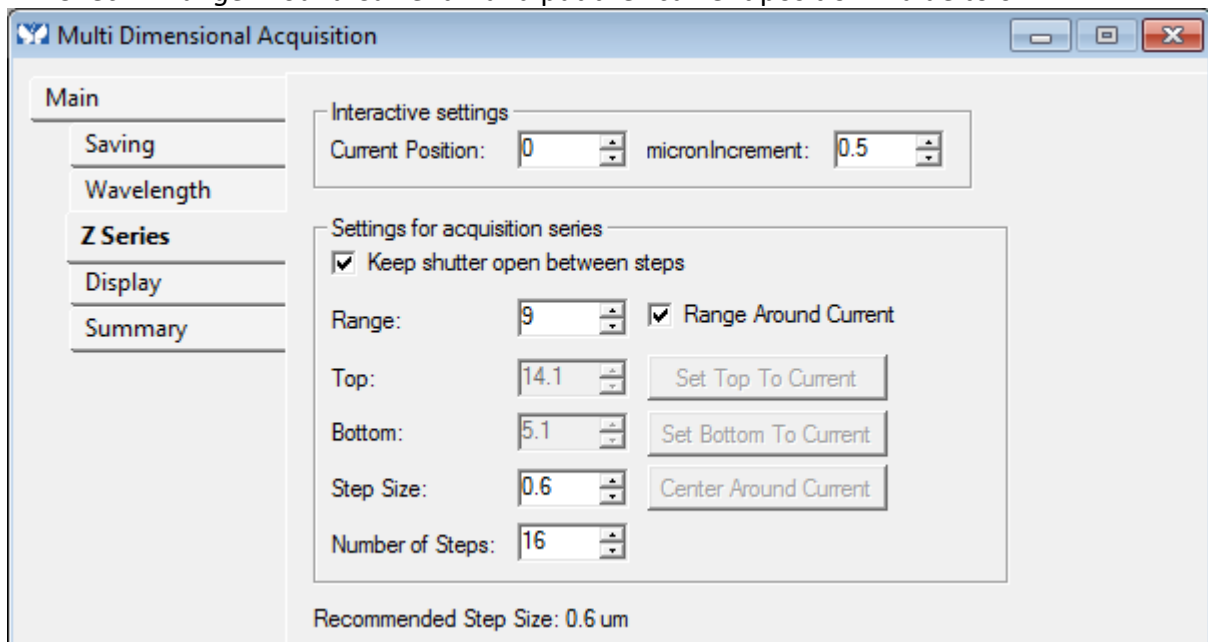 Multi Dimensional Acquisition
Main
Saving
Wavelength
Z Series
Display
Summary
Interactive settings
Current Position: 0 micronIncrement: 0.5
Settings for acquisition series
Keep shutter open between steps
Range: 9 Range Around Current
Top: 14.1 Set Top To Current
Bottom: 5.1 Set Bottom To Current
Step Size: 0.6 Center Around Current
Number of Steps: 16
Recommended Step Size: 0.6 um